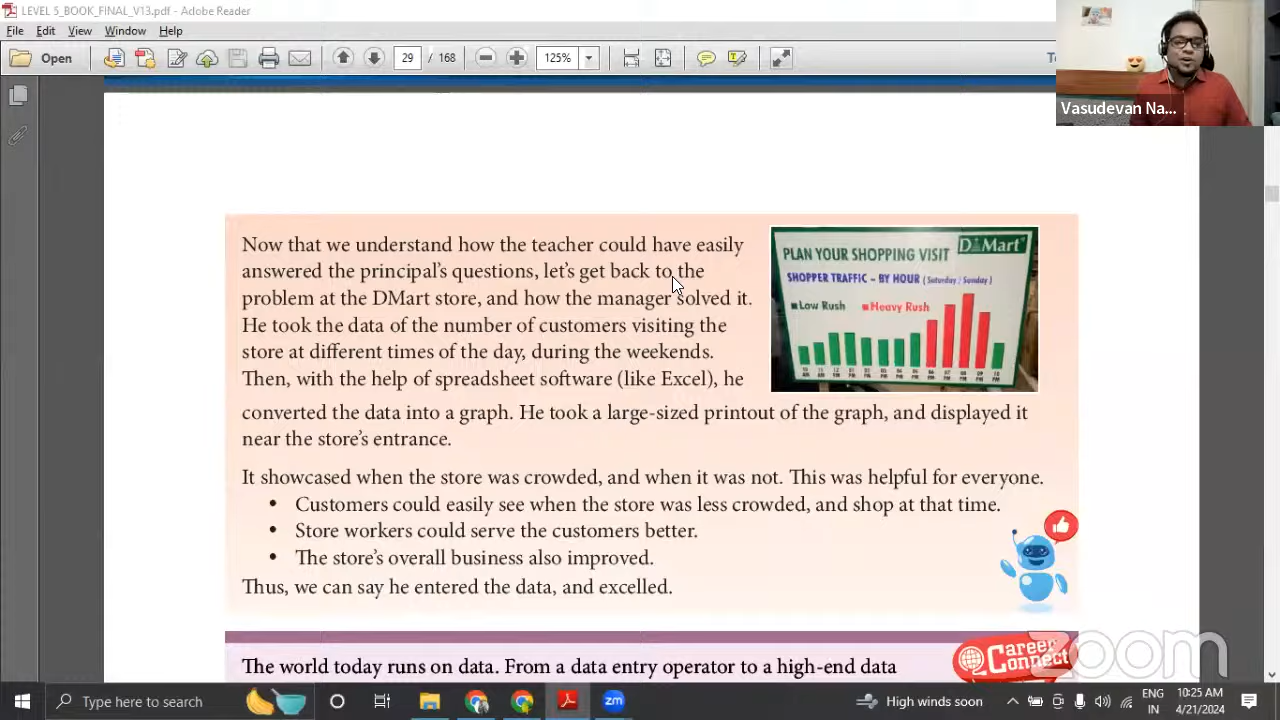 LEVEL 5_BOOK_FINAL_V13.pdf - Adobe Reader
File Edit View Window Help
Open 29 / 168 125%
Vasudevan Na...
Now that we understand how the teacher could have easily
answered the principal's questions, let's get back to the
problem at the DMart store, and how the manager solved it.
He took the data of the number of customers visiting the
store at different times of the day, during the weekends.
Then, with the help of spreadsheet software (like Excel), he
converted the data into a graph. He took a large-sized printout of the graph, and displayed it
near the store's entrance.
PLAN YOUR SHOPPING VISIT
D Mart
SHOPPER TRAFFIC - BY HOUR ( Saturday / Sunday )
Low Rush Heavy Rush
It showcased when the store was crowded, and when it was not. This was helpful for everyone.
• Customers could easily see when the store was less crowded, and shop at that time.
• Store workers could serve the customers better.
• The store's overall business also improved.
Thus, we can say he entered the data, and excelled.
The world today runs on data. From a data entry operator to a high-end data
Career
Connect
zoom
Type here to search
High winds soon
ENG
IN
10:25 AM
4/21/2024